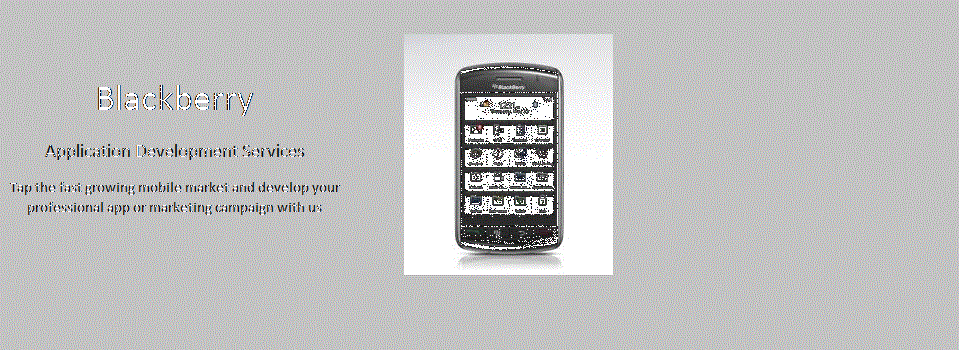 Blackberry
Application Development Services
Tap the fast growing mobile market and develop your
professional app or marketing campaign with us
BlackBerry